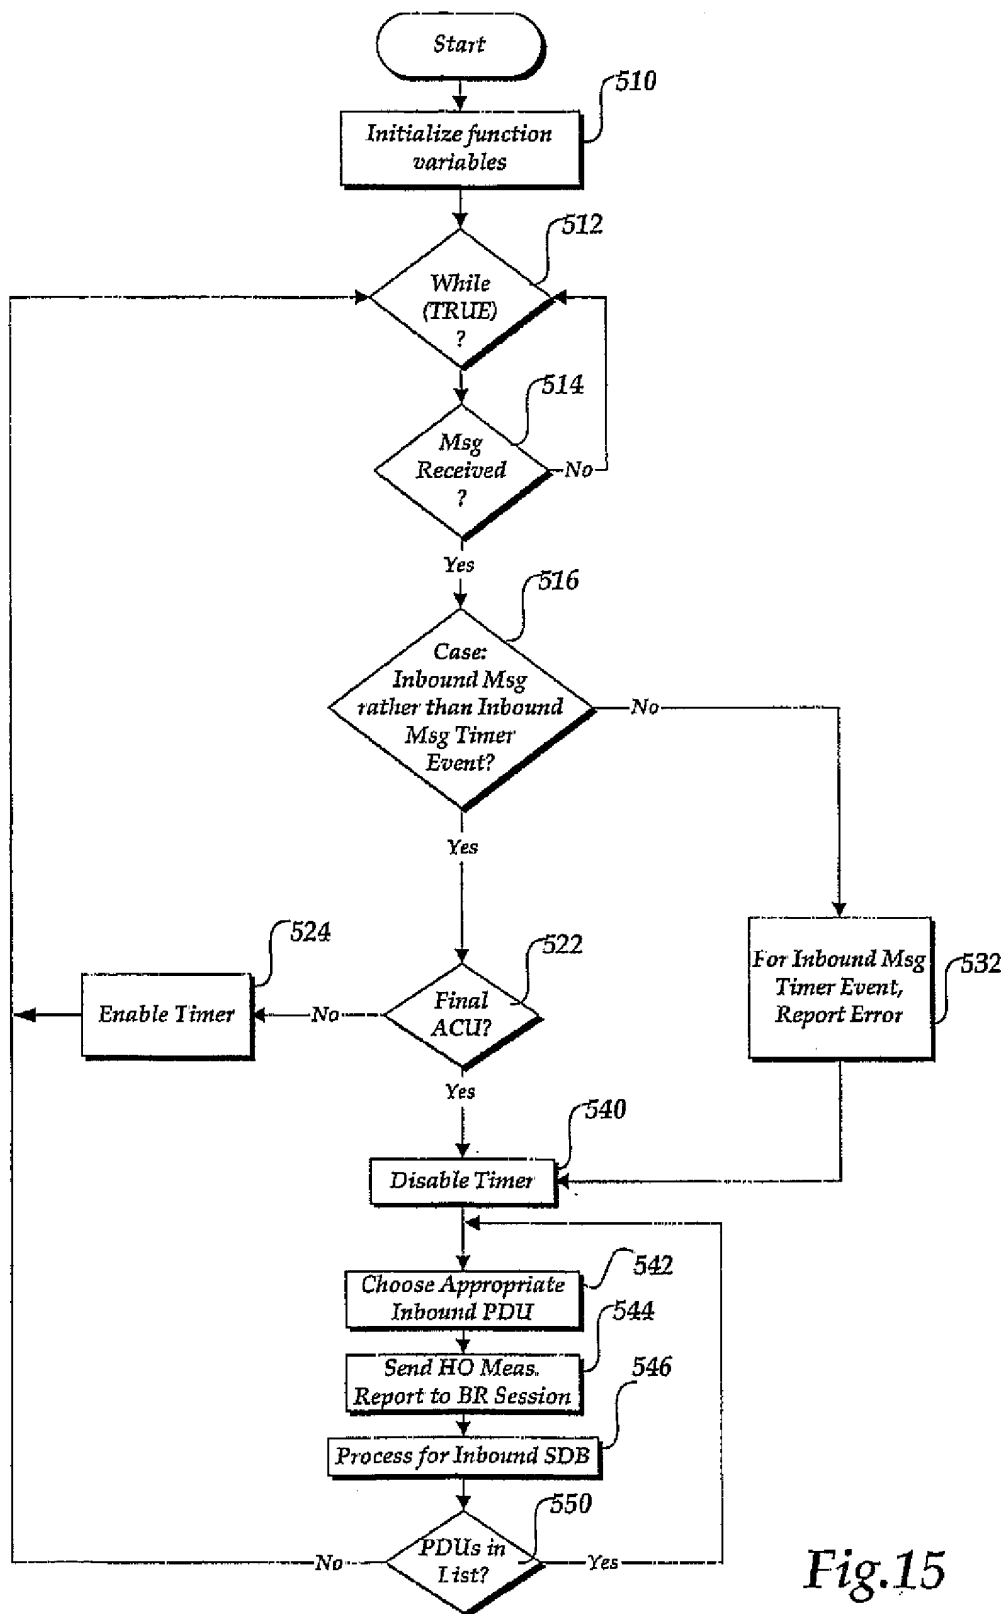 Start
510
Initialize function
variables
512
While
(TRUE)
?
514
Msg
Received
?
No
Yes
516
Case:
Inbound Msg
rather than Inbound
Msg Timer
Event?
No
Yes
524
Enable Timer
No
522
Final
ACU?
For Inbound Msg
Timer Event,
Report Error
532
Yes
540
Disable Timer
542
Choose Appropriate
Inbound PDU
544
Send HO Meas.
Report to BR Session
546
Process for Inbound SDB
550
PDUs in
List?
No
Yes
Fig.15